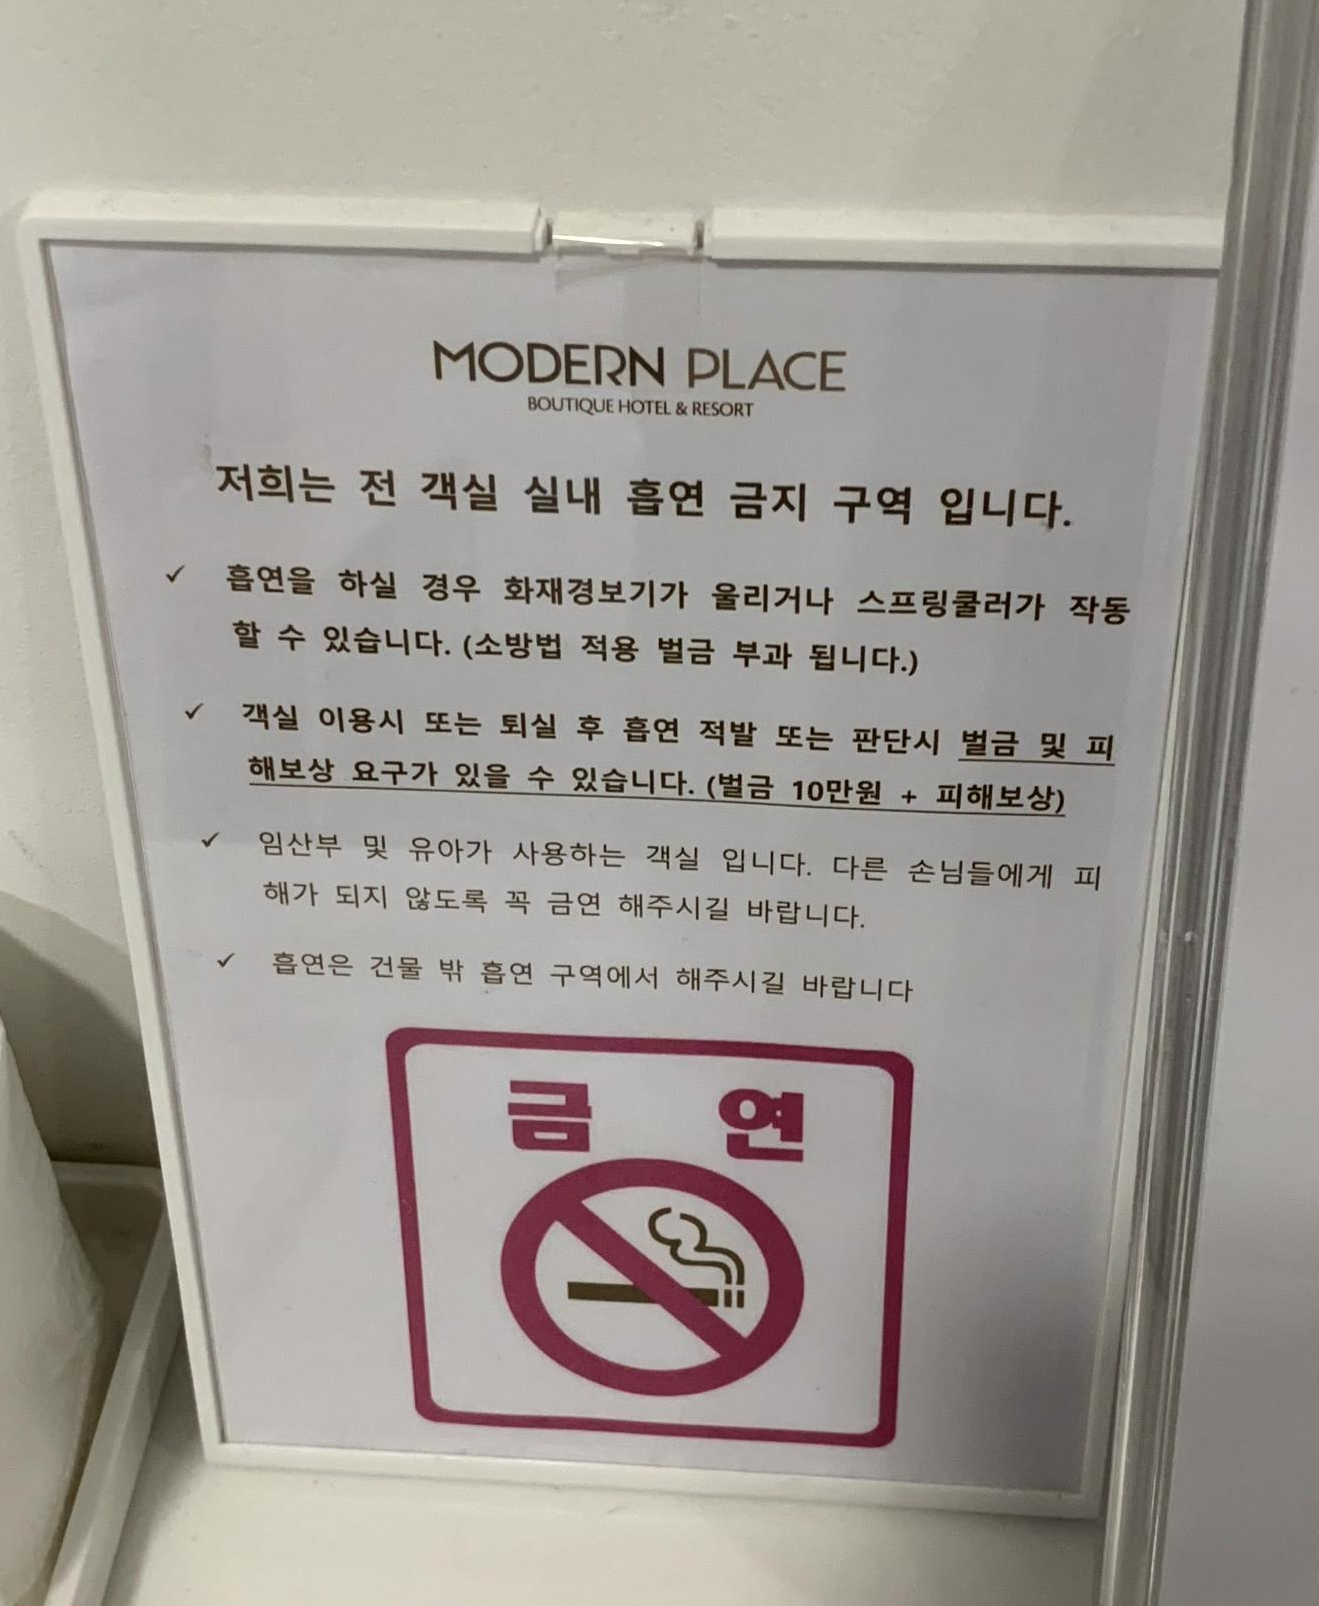 MODERN PLACE
BOUTIQUE HOTEL & RESORT
저희는 전 객실 실내 흡연 금지 구역 입니다.
✓ 흡연을 하실 경우 화재경보기가 울리거나 스프링쿨러가 작동
할 수 있습니다. (소방법 적용 벌금 부과 됩니다.)
✓ 객실 이용시 또는 퇴실 후 흡연 적발 또는 판단시 벌금 및 피
해보상 요구가 있을 수 있습니다. (벌금 10만원 + 피해보상)
✓ 임산부 및 유아가 사용하는 객실 입니다. 다른 손님들에게 피
해가 되지 않도록 꼭 금연 해주시길 바랍니다.
✓ 흡연은 건물 밖 흡연 구역에서 해주시길 바랍니다
금 연